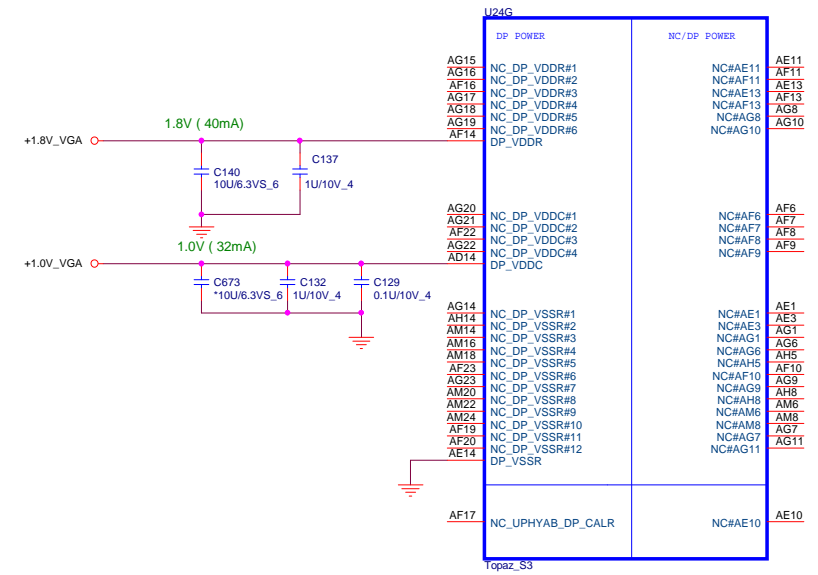 U24G
DP POWER
NC/DP POWER
AG15 NC_DP_VDDR#1 NC#AE11 AE11
AG16 NC_DP_VDDR#2 NC#AF11 AF11
AF16 NC_DP_VDDR#3 NC#AE13 AE13
AG17 NC_DP_VDDR#4 NC#AF13 AF13
AG18 NC_DP_VDDR#5 NC#AG8 AG8
AG19 NC_DP_VDDR#6 NC#AG10 AG10
1.8V ( 40mA)
+1.8V_VGA
AF14 DP_VDDR
C140
10U/6.3VS_6
C137
1U/10V_4
AG20 NC_DP_VDDC#1 NC#AF6 AF6
AG21 NC_DP_VDDC#2 NC#AF7 AF7
AF22 NC_DP_VDDC#3 NC#AF8 AF8
AG22 NC_DP_VDDC#4 NC#AF9 AF9
1.0V ( 32mA)
+1.0V_VGA
AD14 DP_VDDC
C673
*10U/6.3VS_6
C132
1U/10V_4
C129
0.1U/10V_4
AG14 NC_DP_VSSR#1 NC#AE1 AE1
AH14 NC_DP_VSSR#2 NC#AE3 AE3
AM14 NC_DP_VSSR#3 NC#AG1 AG1
AM16 NC_DP_VSSR#4 NC#AG6 AG6
AM18 NC_DP_VSSR#5 NC#AH5 AH5
AF23 NC_DP_VSSR#6 NC#AF10 AF10
AG23 NC_DP_VSSR#7 NC#AG9 AG9
AM20 NC_DP_VSSR#8 NC#AH8 AH8
AM22 NC_DP_VSSR#9 NC#AM6 AM6
AM24 NC_DP_VSSR#10 NC#AM8 AM8
AF19 NC_DP_VSSR#11 NC#AG7 AG7
AF20 NC_DP_VSSR#12 NC#AG11 AG11
AE14 DP_VSSR
AF17 NC_UPHYAB_DP_CALR NC#AE10 AE10
Topaz_S3